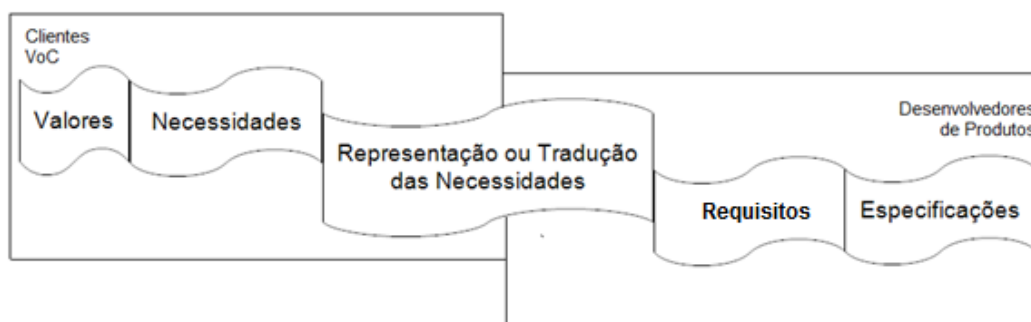 Clientes
VoC
Valores
Necessidades
Representação ou Tradução
das Necessidades
Desenvolvedores
de Produtos
Requisitos
Especificações